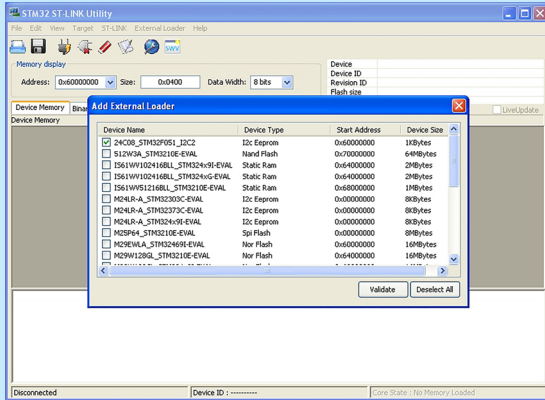 STM32 ST-LINK Utility
File Edit View Target ST-LINK External Loader Help
SWV
Memory display
Address: 0x60000000 Size: 0x0400 Data Width: 8 bits
Device
Device ID
Revision ID
Flash size
Device Memory Binar LiveUpdate
Device Memory
Add External Loader
Device Name Device Type Start Address Device Size
24C08_STM32F051_I2C2 I2c Eeprom 0x60000000 1KBytes
512W3A_STM3210E-EVAL Nand Flash 0x70000000 64MBytes
IS61WV102416BLL_STM324x9I-EVAL Static Ram 0x64000000 2MBytes
IS61WV102416BLL_STM324xG-EVAL Static Ram 0x64000000 2MBytes
IS61WV51216BLL_STM3210E-EVAL Static Ram 0x68000000 1MBytes
M24LR-A_STM32303C-EVAL I2c Eeprom 0x00000000 8KBytes
M24LR-A_STM32373C-EVAL I2c Eeprom 0x00000000 8KBytes
M24LR-A_STM324x9I-EVAL I2c Eeprom 0x00000000 8KBytes
M25P64_STM3210E-EVAL Spi Flash 0x00000000 8MBytes
M29EWLA_STM32469I-EVAL Nor Flash 0x60000000 16MBytes
M29W128GL_STM3210E-EVAL Nor Flash 0x64000000 16MBytes
Validate Deselect All
Disconnected Device ID : ---------- Core State : No Memory Loaded